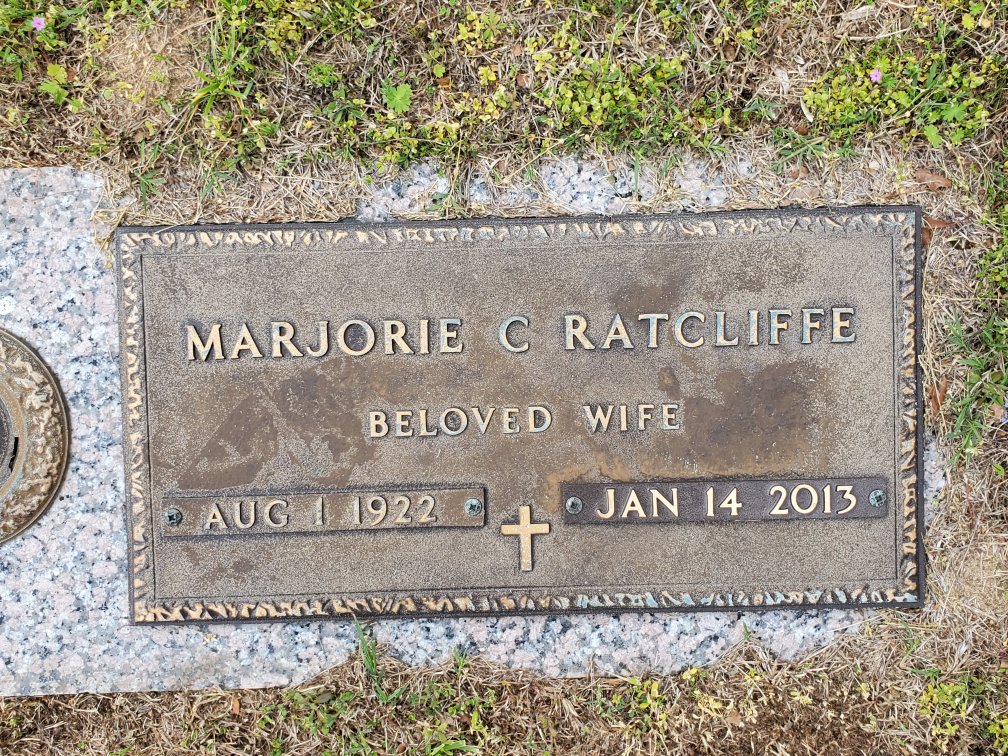 MARJORIE C RATCLIFFE
BELOVED WIFE
AUG 1 1922 JAN 14 2013